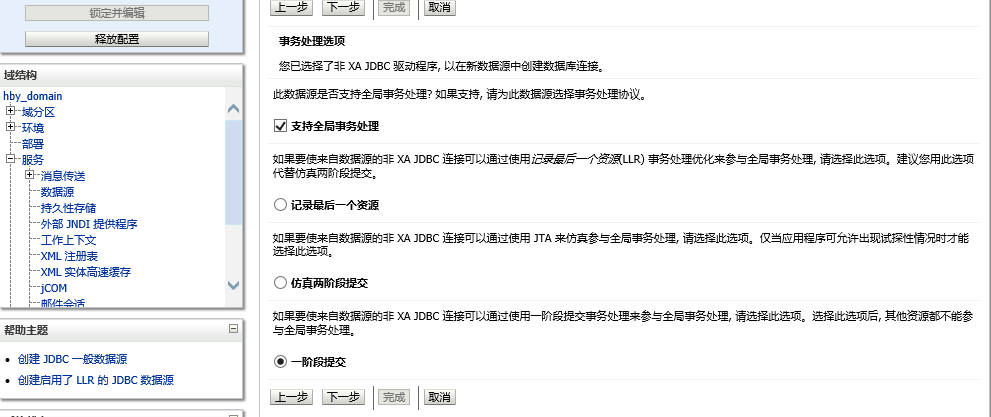 锁定并编辑
释放配置
域结构
hby_domain
域分区
环境
部署
服务
消息传送
数据源
持久性存储
外部 JNDI 提供程序
工作上下文
XML 注册表
XML 实体高速缓存
jCOM
邮件会话
帮助主题
创建 JDBC 一般数据源
创建启用了 LLR 的 JDBC 数据源
上一步 下一步 完成 取消
事务处理选项
您已选择了非 XA JDBC 驱动程序, 以在新数据源中创建数据库连接。
此数据源是否支持全局事务处理? 如果支持, 请为此数据源选择事务处理协议。
支持全局事务处理
如果要使来自数据源的非 XA JDBC 连接可以通过使用记录最后一个资源(LLR) 事务处理优化来参与全局事务处理, 请选择此选项。建议您用此选项
代替仿真两阶段提交。
记录最后一个资源
如果要使来自数据源的非 XA JDBC 连接可以通过使用 JTA 来仿真参与全局事务处理, 请选择此选项。仅当应用程序可允许出现试探性情况时才能
选择此选项。
仿真两阶段提交
如果要使来自数据源的非 XA JDBC 连接可以通过使用一阶段提交事务处理来参与全局事务处理, 请选择此选项。选择此选项后, 其他资源都不能参
与全局事务处理。
一阶段提交
上一步 下一步 完成 取消